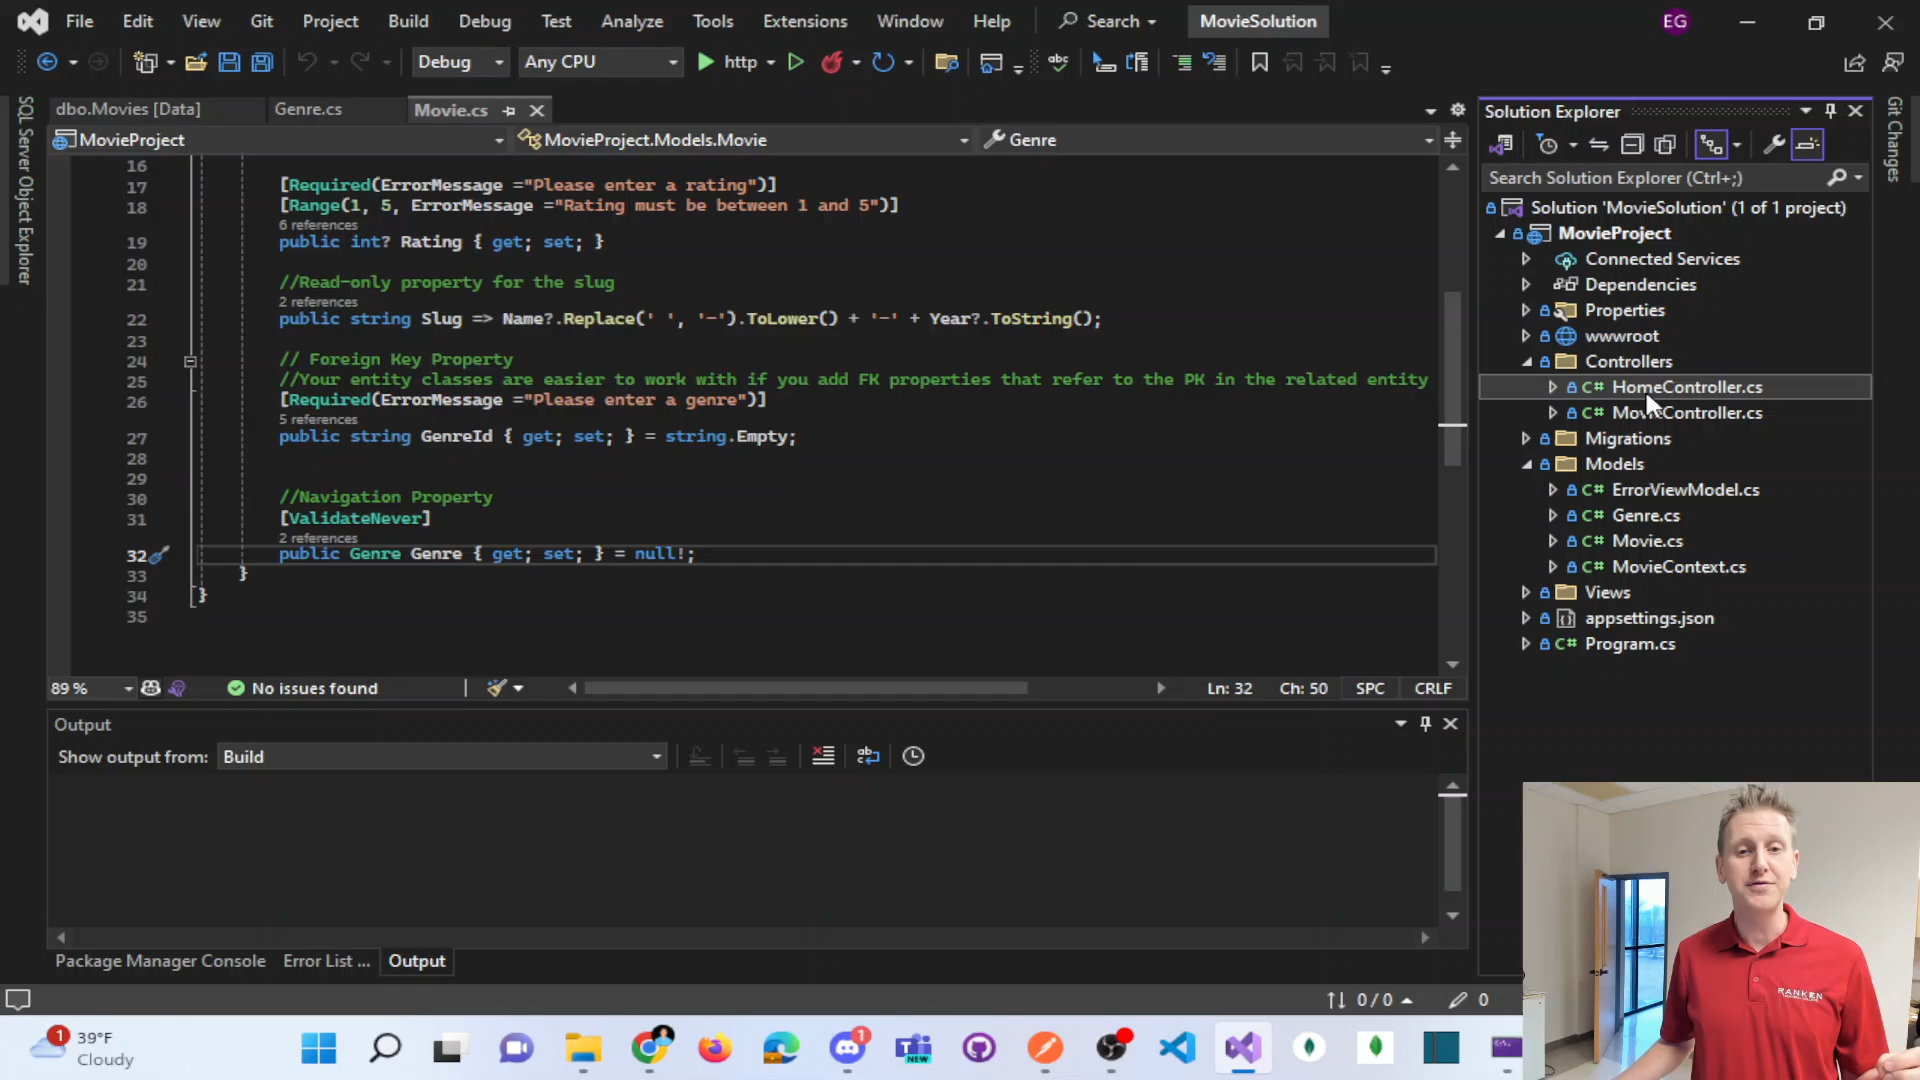 File Edit View Git Project Build Debug Test Analyze Tools Extensions Window Help Search MovieSolution EG
Debug Any CPU http
SQL Server Object Explorer
dbo.Movies [Data] Genre.cs Movie.cs
MovieProject MovieProject.Models.Movie Genre
16
17 [Required(ErrorMessage ="Please enter a rating")]
18 [Range(1, 5, ErrorMessage ="Rating must be between 1 and 5")]
6 references
19 public int? Rating { get; set; }
20
21 //Read-only property for the slug
2 references
22 public string Slug => Name?.Replace(' ', '-').ToLower() + '-' + Year?.ToString();
23
24 // Foreign Key Property
25 //Your entity classes are easier to work with if you add FK properties that refer to the PK in the related entity
26 [Required(ErrorMessage ="Please enter a genre")]
5 references
27 public string GenreId { get; set; } = string.Empty;
28
29
30 //Navigation Property
31 [ValidateNever]
2 references
32 public Genre Genre { get; set; } = null!;
33 }
34 }
35
89 % No issues found Ln: 32 Ch: 50 SPC CRLF
Output
Show output from: Build
Package Manager Console Error List ... Output
0 / 0 0
Solution Explorer
Search Solution Explorer (Ctrl+;)
Solution 'MovieSolution' (1 of 1 project)
MovieProject
Connected Services
Dependencies
Properties
wwwroot
Controllers
C# HomeController.cs
C# MovieController.cs
Migrations
Models
C# ErrorViewModel.cs
C# Genre.cs
C# Movie.cs
C# MovieContext.cs
Views
appsettings.json
C# Program.cs
Git Changes
RANKEN
1 39°F
Cloudy
1
NEW